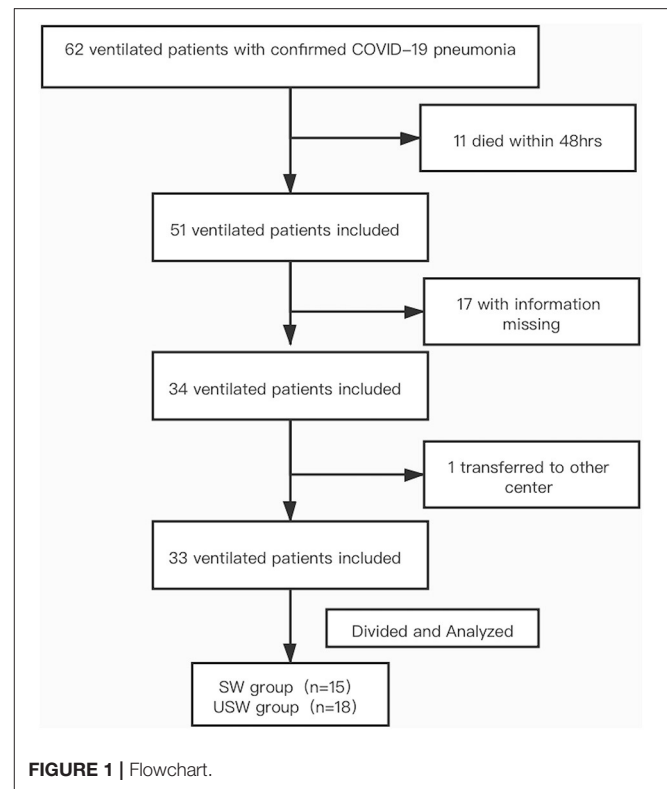 62 ventilated patients with confirmed COVID–19 pneumonia
11 died within 48hrs
51 ventilated patients included
17 with information
missing
34 ventilated patients included
1 transferred to other
center
33 ventilated patients included
Divided and Analyzed
SW group (n=15)
USW group (n=18)
FIGURE 1 | Flowchart.